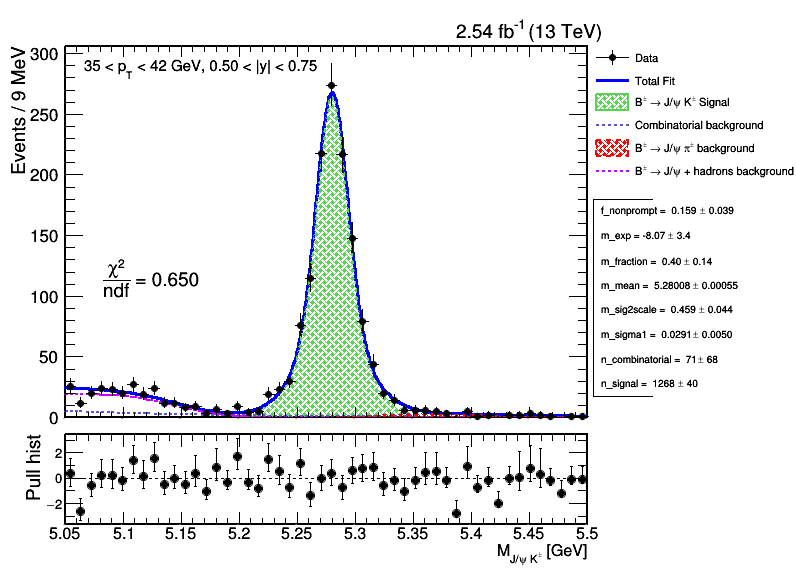 2.54 fb⁻¹ (13 TeV)
Events / 9 MeV
300
250
200
150
100
50
0
35 < p_T < 42 GeV, 0.50 < |y| < 0.75
χ²
ndf = 0.650
Data
Total Fit
B± → J/ψ K± Signal
Combinatorial background
B± → J/ψ π± background
B± → J/ψ + hadrons background
f_nonprompt = 0.159 ± 0.039
m_exp = -8.07 ± 3.4
m_fraction = 0.40 ± 0.14
m_mean = 5.28008 ± 0.00055
m_sig2scale = 0.459 ± 0.044
m_sigma1 = 0.0291 ± 0.0050
n_combinatorial = 71 ± 68
n_signal = 1268 ± 40
Pull hist
2
0
−2
5.05 5.1 5.15 5.2 5.25 5.3 5.35 5.4 5.45 5.5
M_J/ψ K± [GeV]